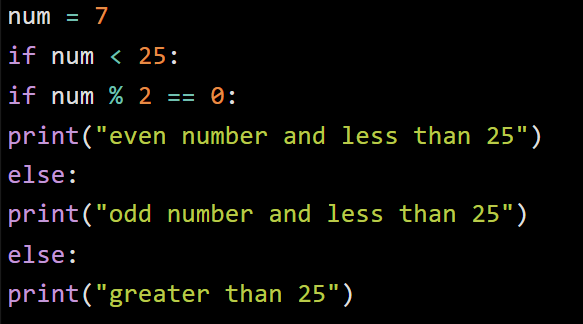 num = 7
if num < 25:
if num % 2 == 0:
print("even number and less than 25")
else:
print("odd number and less than 25")
else:
print("greater than 25")